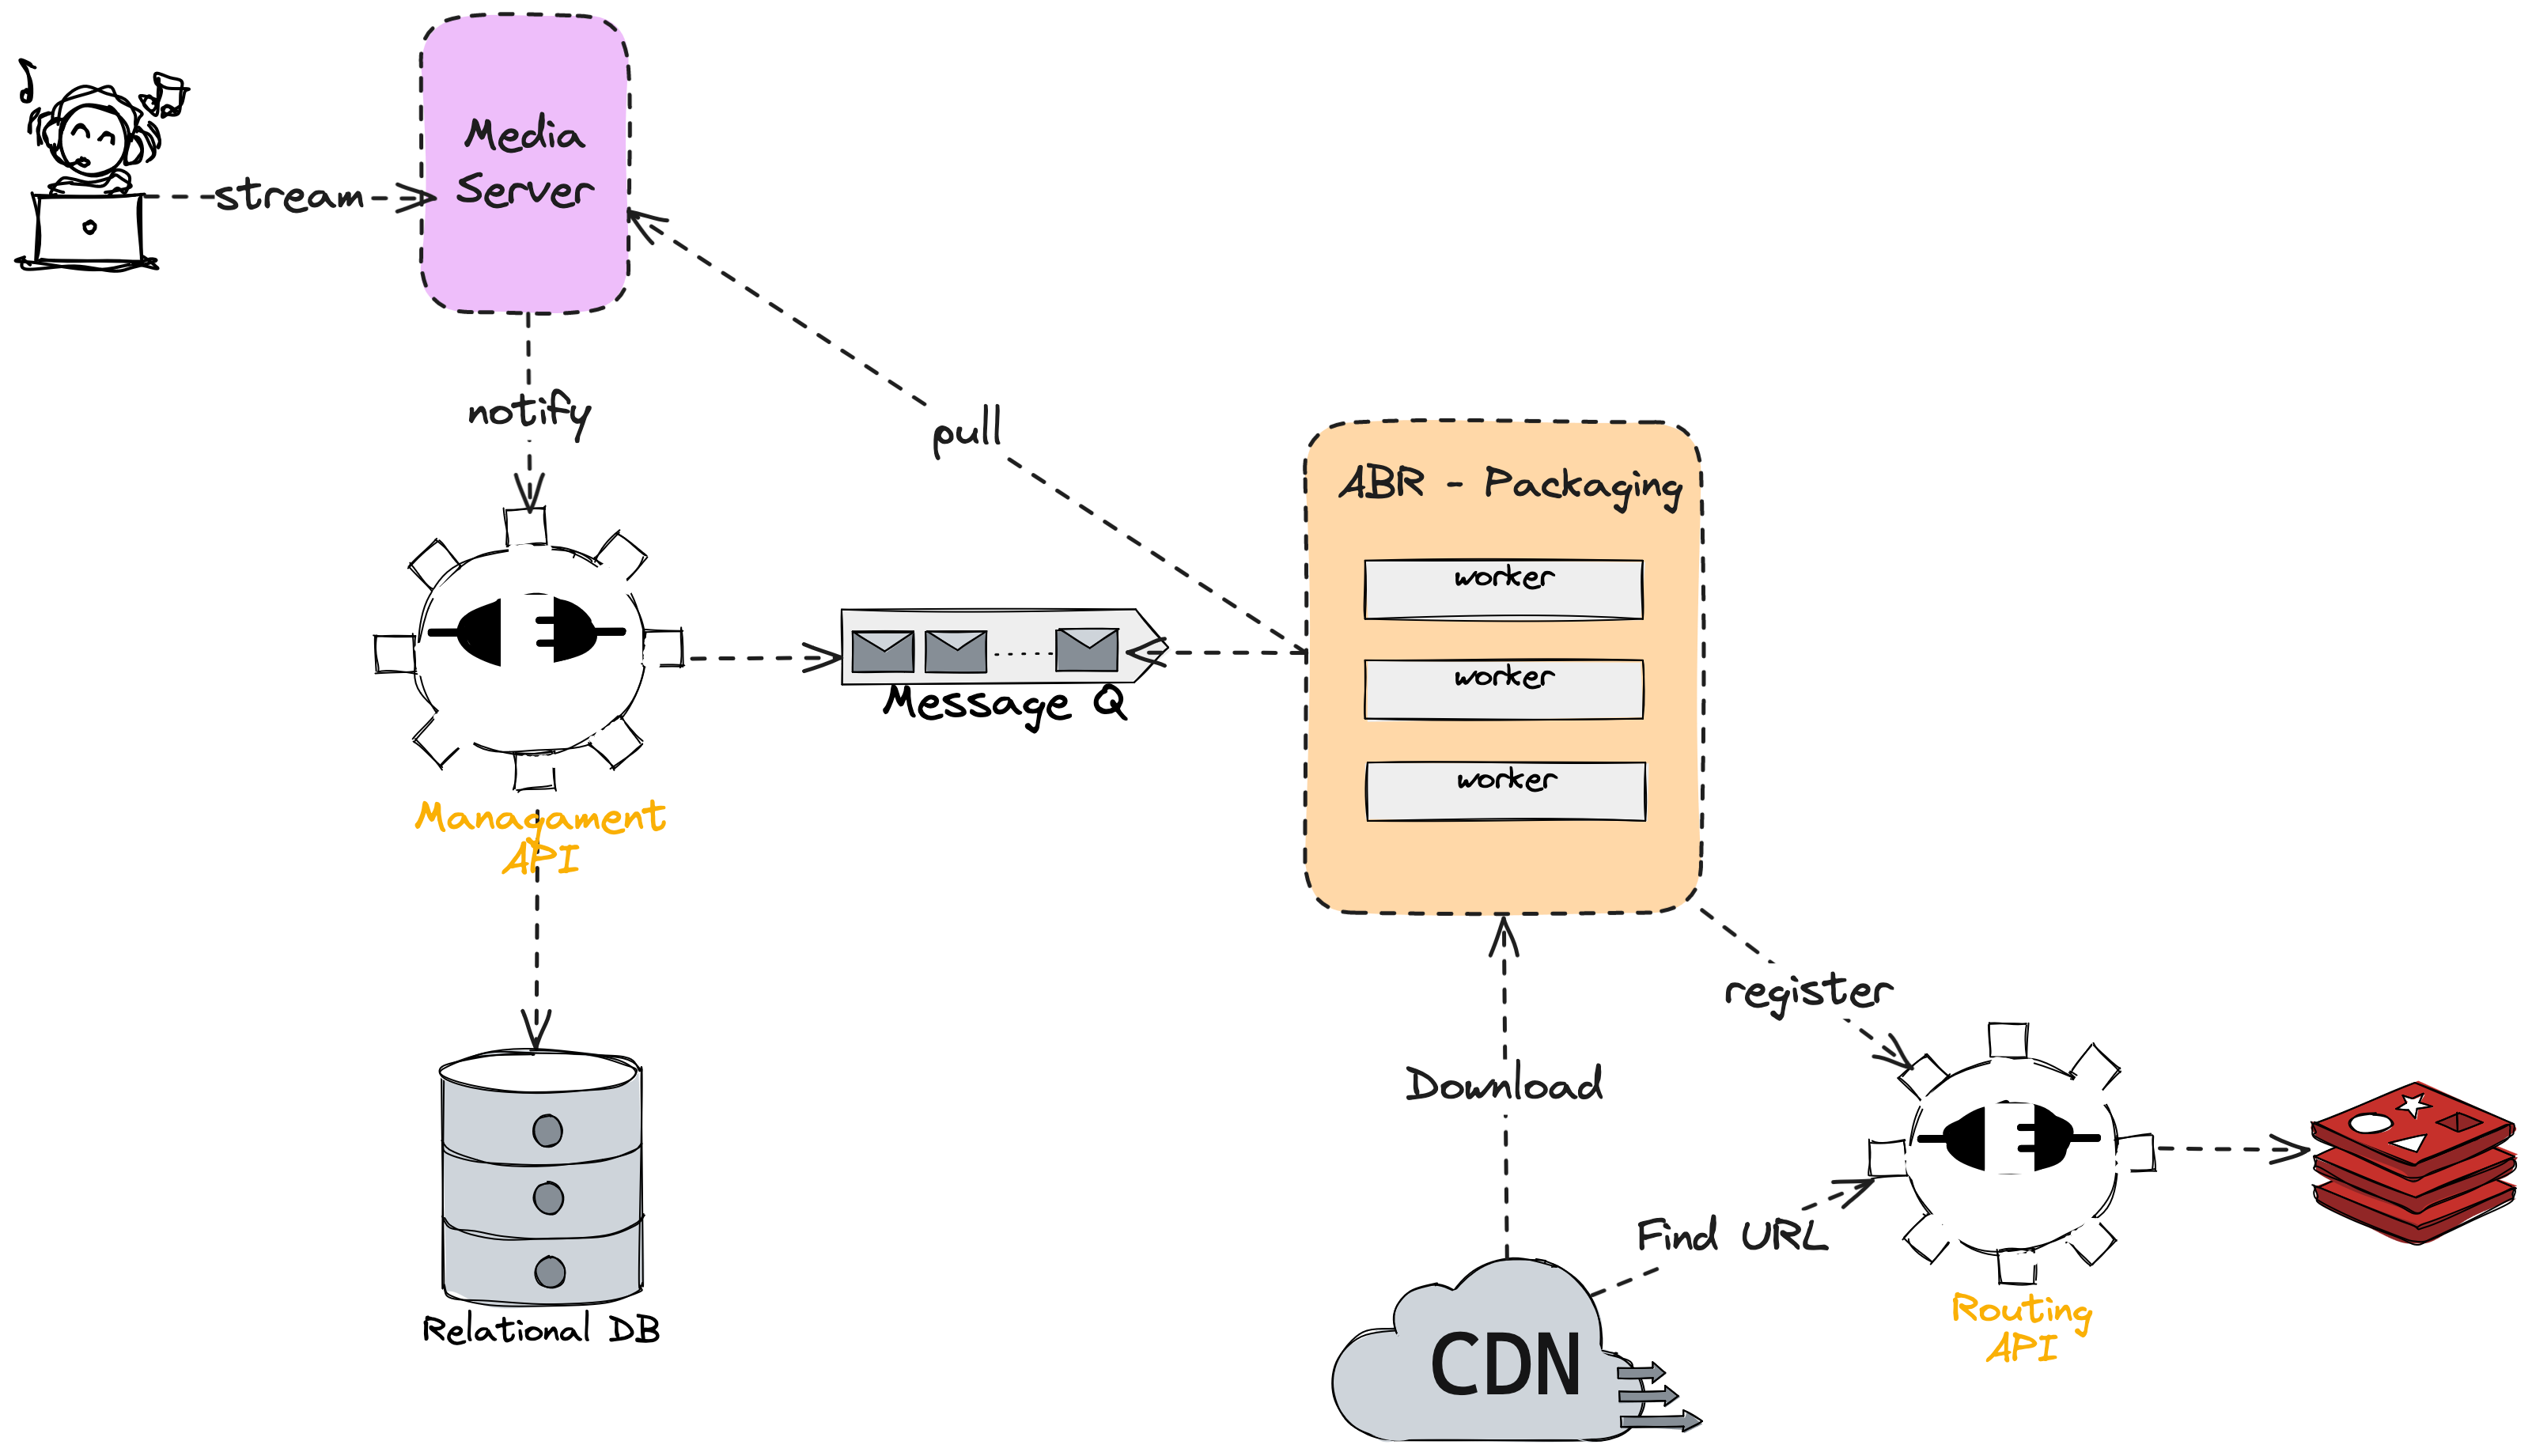 Media
Server
stream
notify
pull
ABR - Packaging
worker
worker
worker
Message Q
Managament
API
register
Download
Find URL
Relational DB
CDN
Routing
API